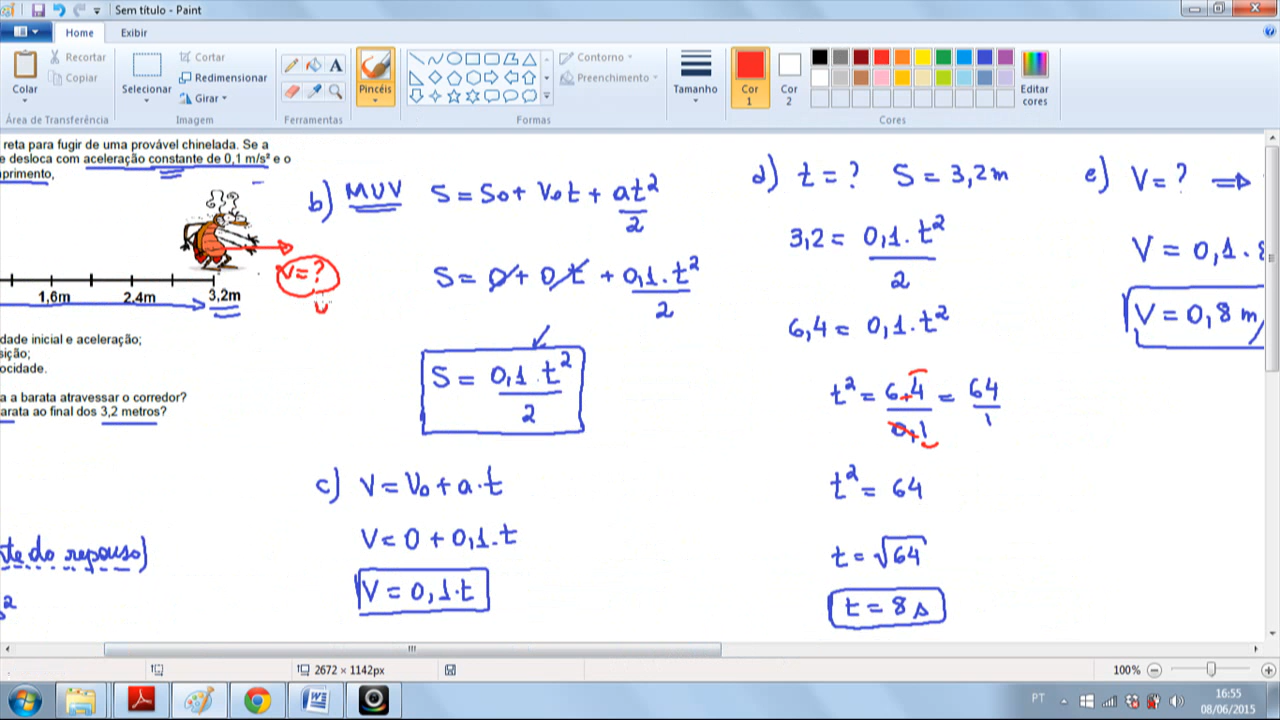 Sem título - Paint
Home
Exibir
Colar
Recortar
Copiar
Área de Transferência
Selecionar
Cortar
Redimensionar
Girar
Imagem
Ferramentas
Pincéis
Contorno
Preenchimento
Formas
Tamanho
Cor
1
Cor
2
Editar
cores
Cores
reta para fugir de uma provável chinelada. Se a
e desloca com aceleração constante de 0,1 m/s² e o
primento,
V = ?
1,6m
2,4m
3,2m
dade inicial e aceleração;
sição;
ocidade.
a a barata atravessar o corredor?
arata ao final dos 3,2 metros?
nte do repouso)
b) MUV S = S0 + V0t + at²/2
S = 0 + 0t + 0,1.t²/2
S = 0,1.t²/2
c) V = V0 + a.t
V = 0 + 0,1.t
V = 0,1.t
d) t = ? S = 3,2 m
3,2 = 0,1.t²/2
6,4 = 0,1.t²
t² = 6,4/0,1 = 64/1
t² = 64
t = √64
t = 8 s
e) V = ? ⇒
V = 0,1.8
V = 0,8 m/
2672 × 1142px
100%
PT
16:55
08/06/2015